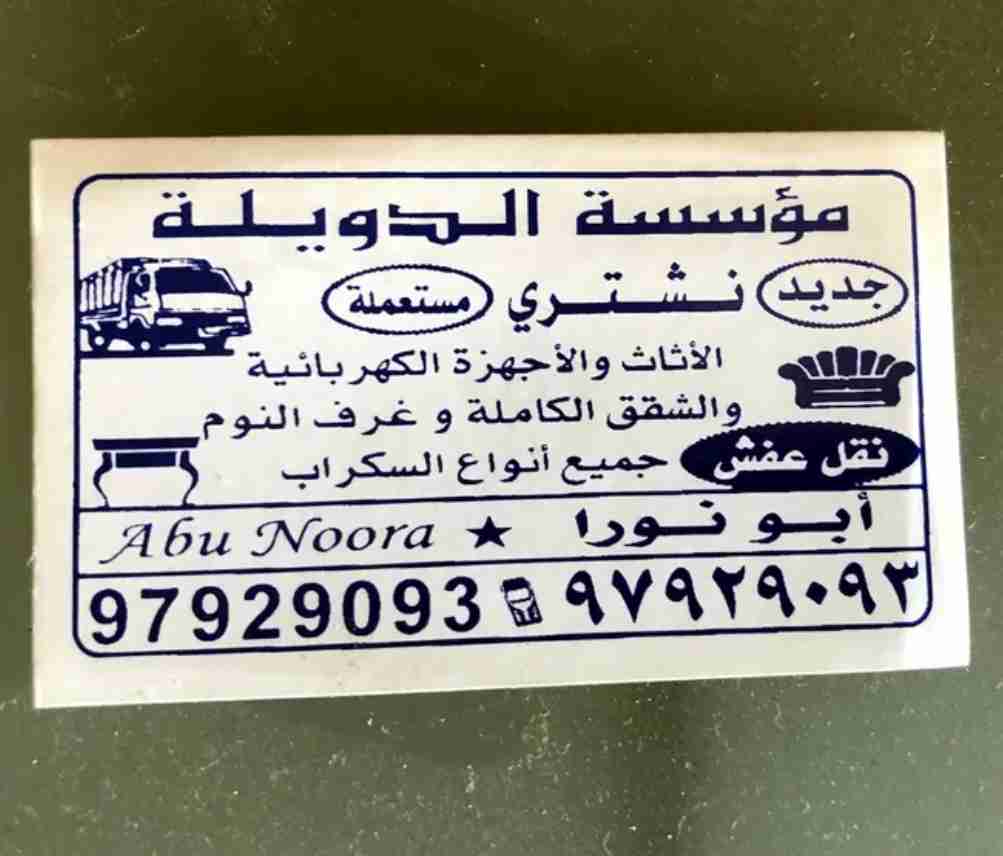 مؤسسة الدويلة
جديد نشتري مستعملة
الأثاث والأجهزة الكهربائية
والشقق الكاملة و غرف النوم
نقل عفش جميع أنواع السكراب
أبو نورا ★ Abu Noora
97929093 ٩٧٩٢٩٠٩٣